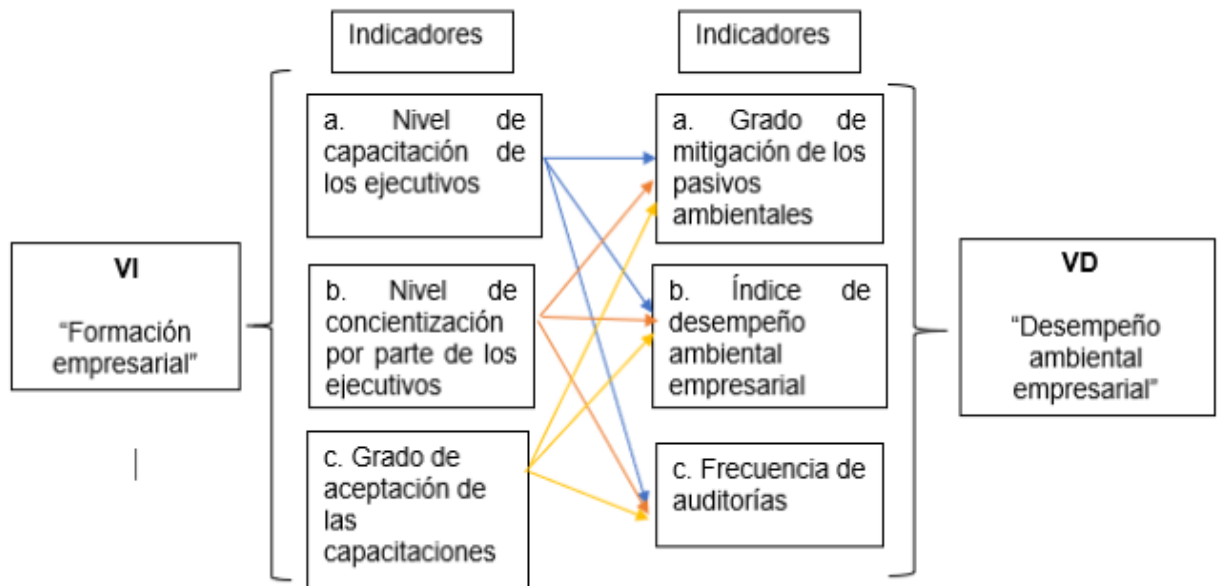 Indicadores
Indicadores
a. Nivel de
capacitación de
los ejecutivos
a. Grado de
mitigación de los
pasivos
ambientales
VI
“Formación
empresarial”
b. Nivel de
concientización
por parte de los
ejecutivos
b. Índice de
desempeño
ambiental
empresarial
VD
“Desempeño
ambiental
empresarial”
c. Grado de
aceptación de
las
capacitaciones
c. Frecuencia de
auditorías